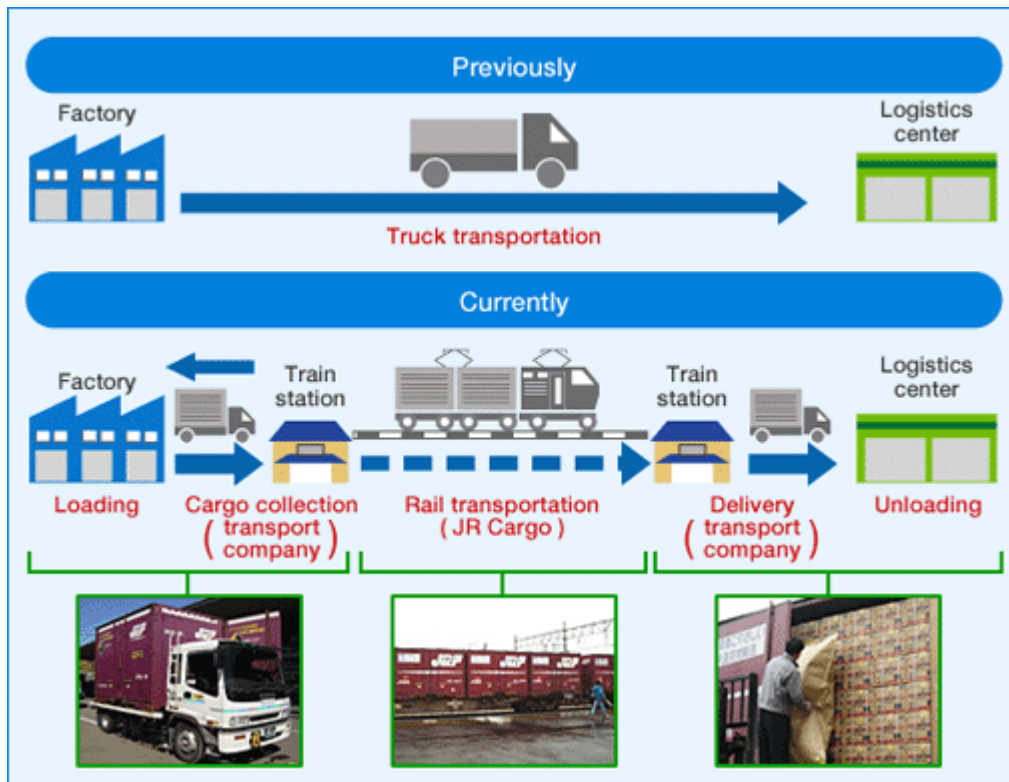 Previously
Factory
Logistics
center
Truck transportation
Currently
Factory
Train
station
Train
station
Logistics
center
Loading
Cargo collection
( transport
company )
Rail transportation
( JR Cargo )
Delivery
( transport
company )
Unloading